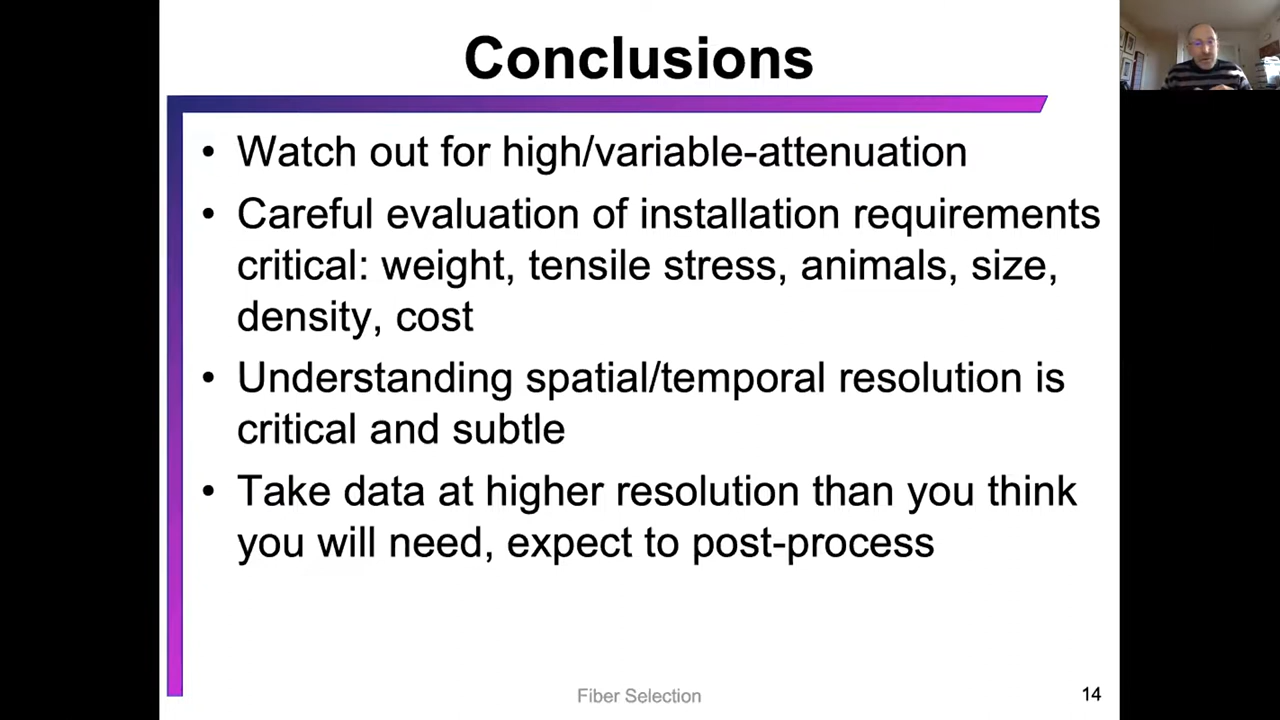 Conclusions
• Watch out for high/variable-attenuation
• Careful evaluation of installation requirements
critical: weight, tensile stress, animals, size,
density, cost
• Understanding spatial/temporal resolution is
critical and subtle
• Take data at higher resolution than you think
you will need, expect to post-process
Fiber Selection
14